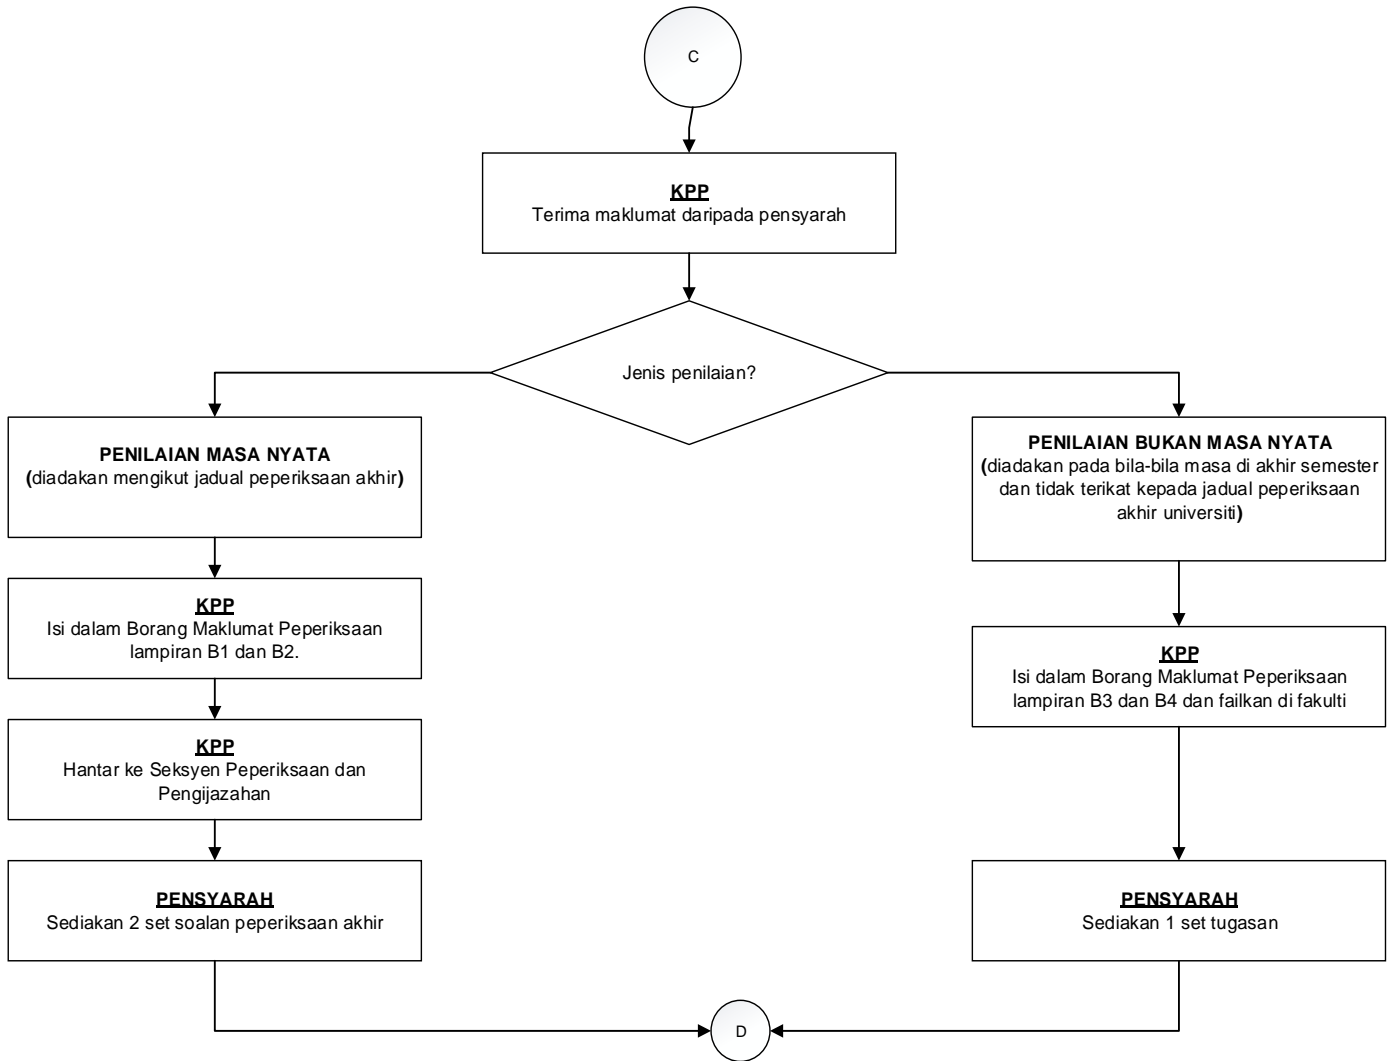 C
KPP
Terima maklumat daripada pensyarah
Jenis penilaian?
PENILAIAN MASA NYATA
(diadakan mengikut jadual peperiksaan akhir)
KPP
Isi dalam Borang Maklumat Peperiksaan
lampiran B1 dan B2.
KPP
Hantar ke Seksyen Peperiksaan dan
Pengijazahan
PENSYARAH
Sediakan 2 set soalan peperiksaan akhir
PENILAIAN BUKAN MASA NYATA
(diadakan pada bila-bila masa di akhir semester
dan tidak terikat kepada jadual peperiksaan
akhir universiti)
KPP
Isi dalam Borang Maklumat Peperiksaan
lampiran B3 dan B4 dan failkan di fakulti
PENSYARAH
Sediakan 1 set tugasan
D